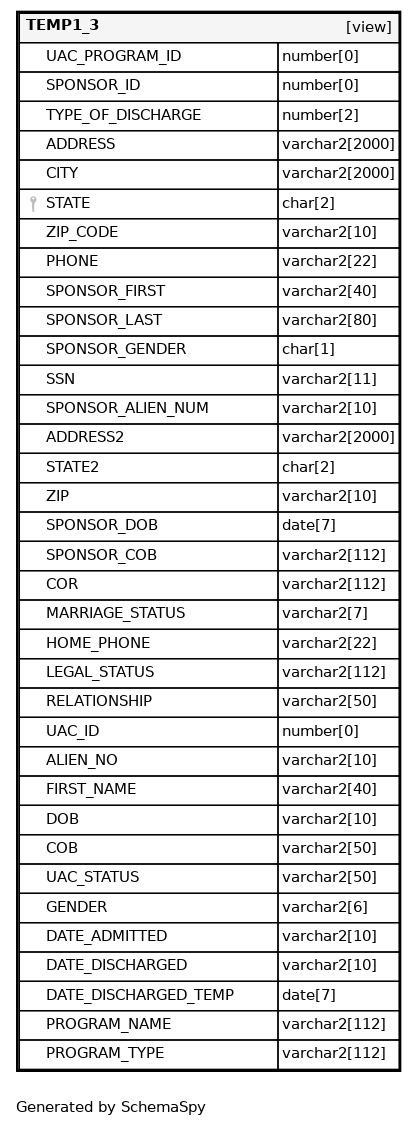 TEMP1_3 [view]
UAC_PROGRAM_ID number[0]
SPONSOR_ID number[0]
TYPE_OF_DISCHARGE number[2]
ADDRESS varchar2[2000]
CITY varchar2[2000]
STATE char[2]
ZIP_CODE varchar2[10]
PHONE varchar2[22]
SPONSOR_FIRST varchar2[40]
SPONSOR_LAST varchar2[80]
SPONSOR_GENDER char[1]
SSN varchar2[11]
SPONSOR_ALIEN_NUM varchar2[10]
ADDRESS2 varchar2[2000]
STATE2 char[2]
ZIP varchar2[10]
SPONSOR_DOB date[7]
SPONSOR_COB varchar2[112]
COR varchar2[112]
MARRIAGE_STATUS varchar2[7]
HOME_PHONE varchar2[22]
LEGAL_STATUS varchar2[112]
RELATIONSHIP varchar2[50]
UAC_ID number[0]
ALIEN_NO varchar2[10]
FIRST_NAME varchar2[40]
DOB varchar2[10]
COB varchar2[50]
UAC_STATUS varchar2[50]
GENDER varchar2[6]
DATE_ADMITTED varchar2[10]
DATE_DISCHARGED varchar2[10]
DATE_DISCHARGED_TEMP date[7]
PROGRAM_NAME varchar2[112]
PROGRAM_TYPE varchar2[112]
Generated by SchemaSpy